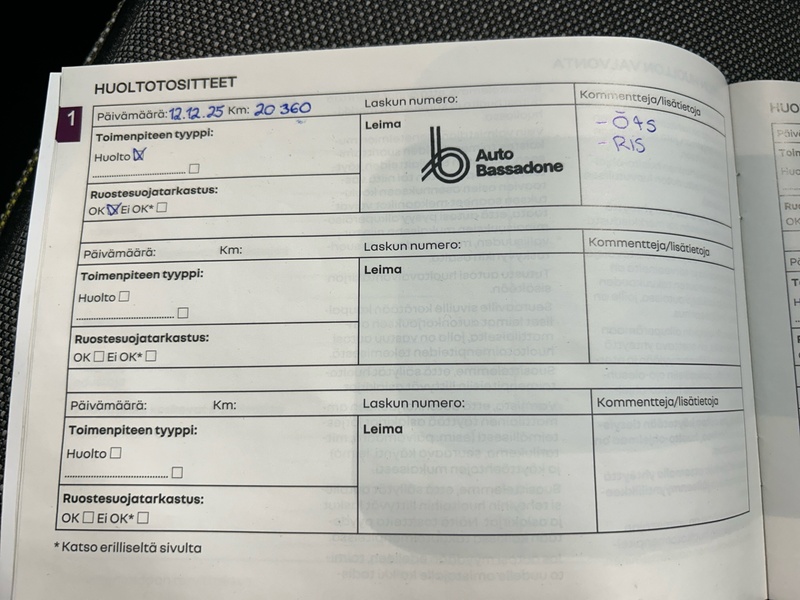 HUOLTOTOSITTEET
1
Päivämäärä: 12.12.25 Km: 20 360 Laskun numero: Kommentteja/lisätietoja
Toimenpiteen tyyppi: Leima
Huolto
Auto Bassadone
- Ö+S
- RIS
Ruostesuojatarkastus:
OK Ei OK*
Päivämäärä: Km: Laskun numero: Kommentteja/lisätietoja
Toimenpiteen tyyppi: Leima
Huolto
Ruostesuojatarkastus:
OK Ei OK*
Päivämäärä: Km: Laskun numero: Kommentteja/lisätietoja
Toimenpiteen tyyppi: Leima
Huolto
Ruostesuojatarkastus:
OK Ei OK*
* Katso erilliseltä sivulta
HUO